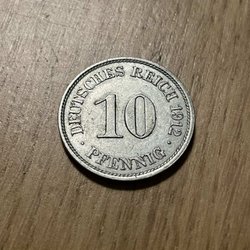 DEUTSCHES REICH 1912
10
· PFENNIG ·